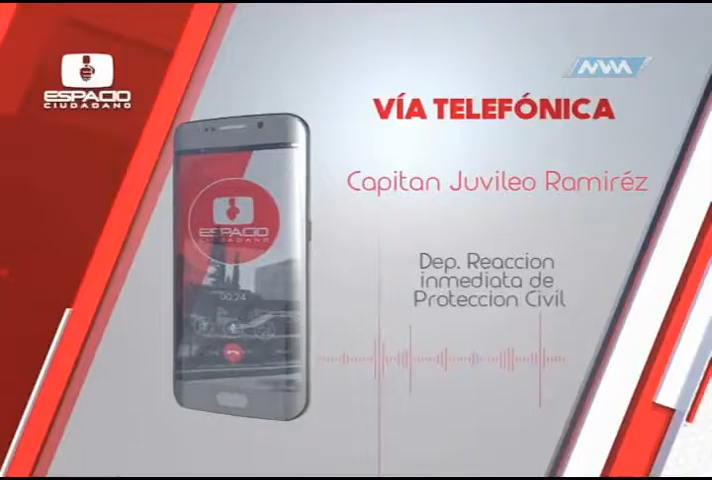 ESPACIO
CIUDADANO
VÍA TELEFÓNICA
Capitan Juvileo Ramiréz
ESPACIO
CIUDADANO
Dep. Reaccion
inmediata de
Proteccion Civil
00:24